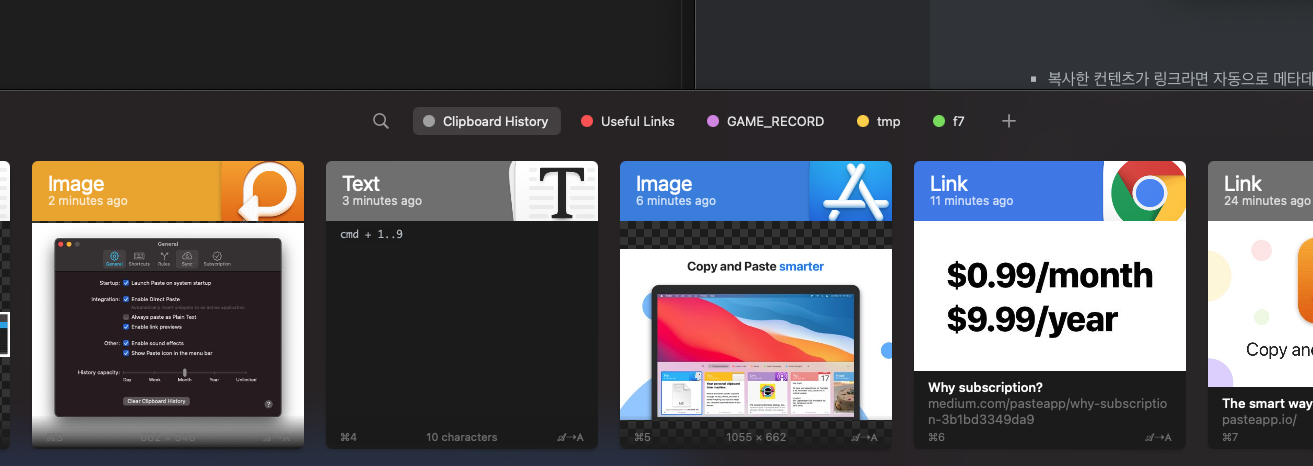 복사한 컨텐츠가 링크라면 자동으로 메타데
Clipboard History
Useful Links
GAME_RECORD
tmp
f7
Image
2 minutes ago
General
General Shortcuts Rules Sync Subscription
Startup: Launch Paste on system startup
Integration: Enable Direct Paste
Always paste as Plain Text
Enable link previews
Other: Enable sound effects
Show Paste icon in the menu bar
History capacity:
Day Week Month Year Unlimited
Clear Clipboard History
?
⌘3
Text
3 minutes ago
cmd + 1..9
⌘4 10 characters
Image
6 minutes ago
Copy and Paste smarter
17
⌘5 1055 × 662
Link
11 minutes ago
$0.99/month
$9.99/year
Why subscription?
medium.com/pasteapp/why-subscriptio
n-3b1bd3349da9
⌘6
Link
24 minutes ago
Copy an
The smart way
pasteapp.io/
⌘7